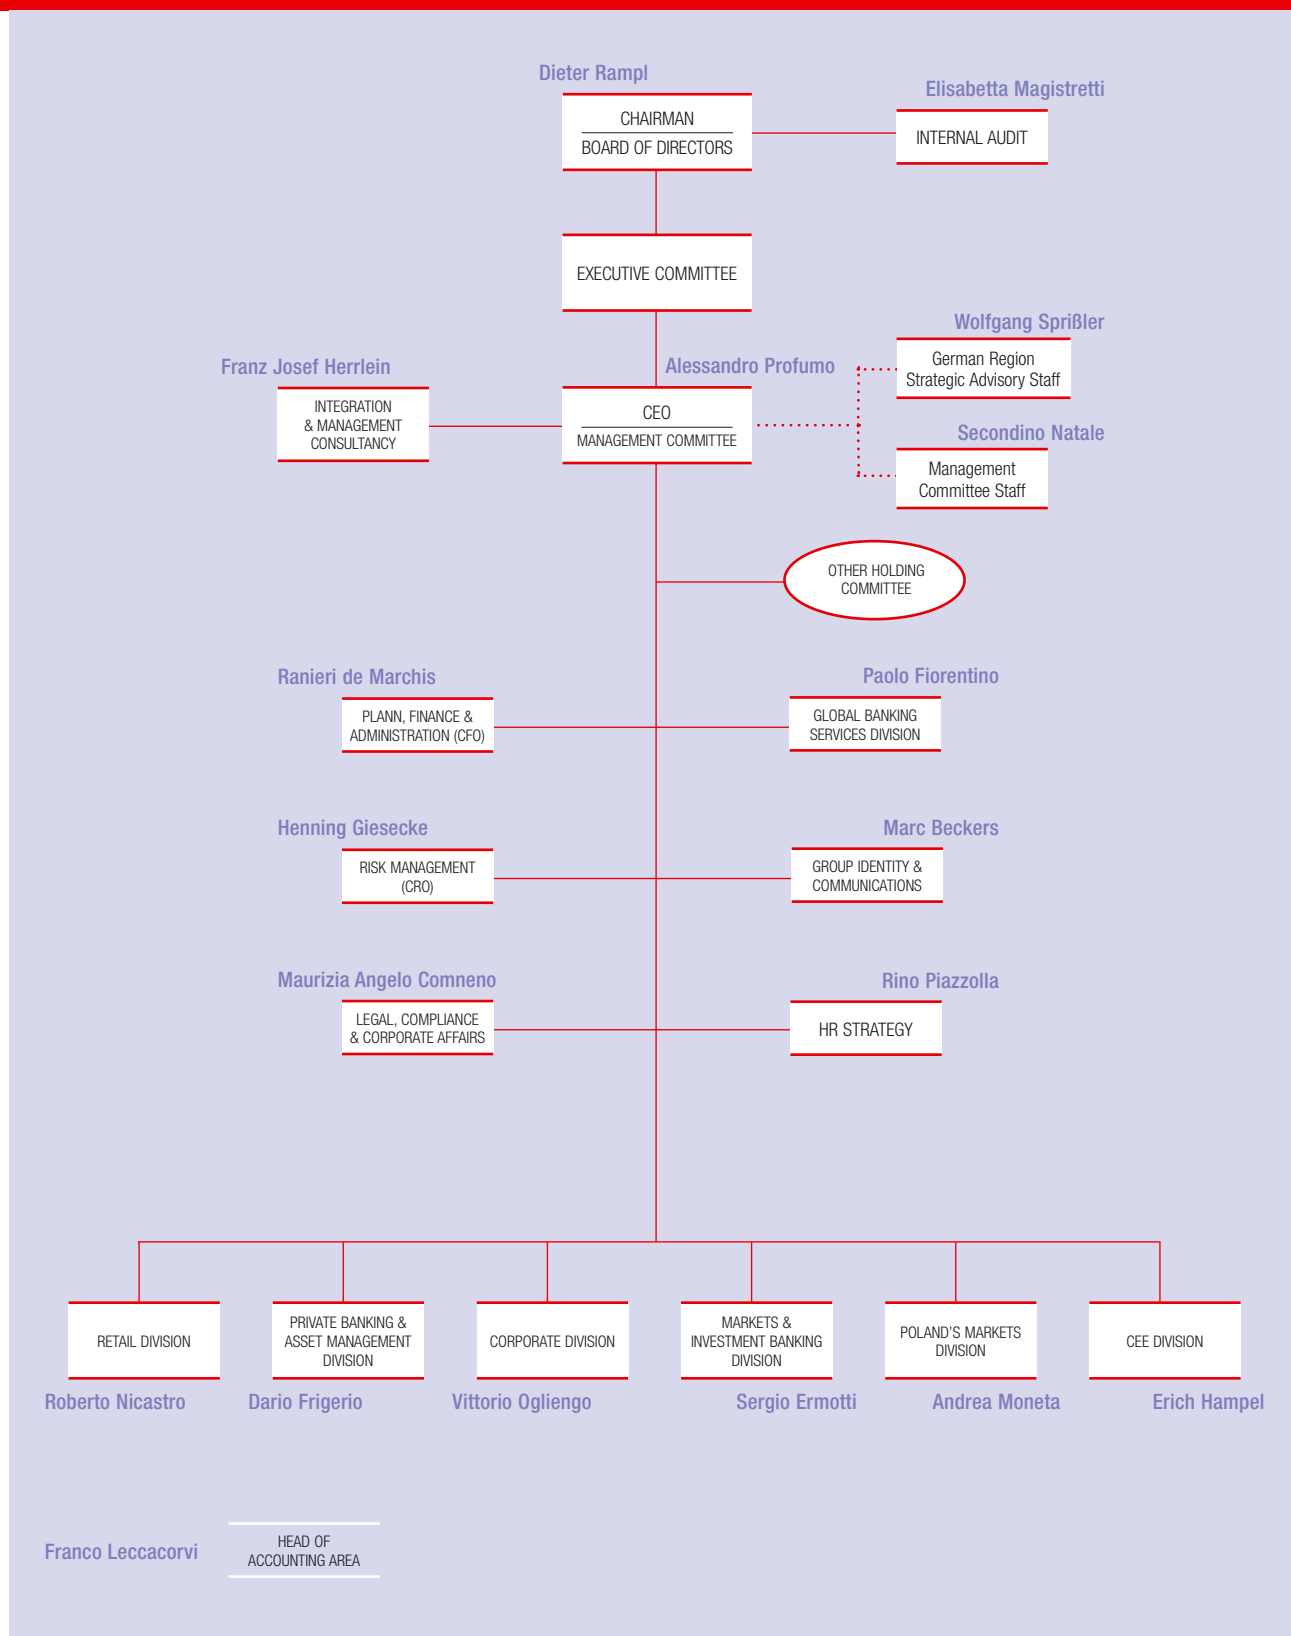 Dieter Rampl
Elisabetta Magistretti
CHAIRMAN
BOARD OF DIRECTORS
INTERNAL AUDIT
EXECUTIVE COMMITTEE
Wolfgang Sprißler
German Region
Strategic Advisory Staff
Franz Josef Herrlein
Alessandro Profumo
INTEGRATION
& MANAGEMENT
CONSULTANCY
CEO
MANAGEMENT COMMITTEE
Secondino Natale
Management
Committee Staff
OTHER HOLDING
COMMITTEE
Ranieri de Marchis
Paolo Fiorentino
PLANN, FINANCE &
ADMINISTRATION (CFO)
GLOBAL BANKING
SERVICES DIVISION
Henning Giesecke
Marc Beckers
RISK MANAGEMENT
(CRO)
GROUP IDENTITY &
COMMUNICATIONS
Maurizia Angelo Comneno
Rino Piazzolla
LEGAL, COMPLIANCE
& CORPORATE AFFAIRS
HR STRATEGY
RETAIL DIVISION
PRIVATE BANKING &
ASSET MANAGEMENT
DIVISION
CORPORATE DIVISION
MARKETS &
INVESTMENT BANKING
DIVISION
POLAND'S MARKETS
DIVISION
CEE DIVISION
Roberto Nicastro
Dario Frigerio
Vittorio Ogliengo
Sergio Ermotti
Andrea Moneta
Erich Hampel
Franco Leccacorvi
HEAD OF
ACCOUNTING AREA